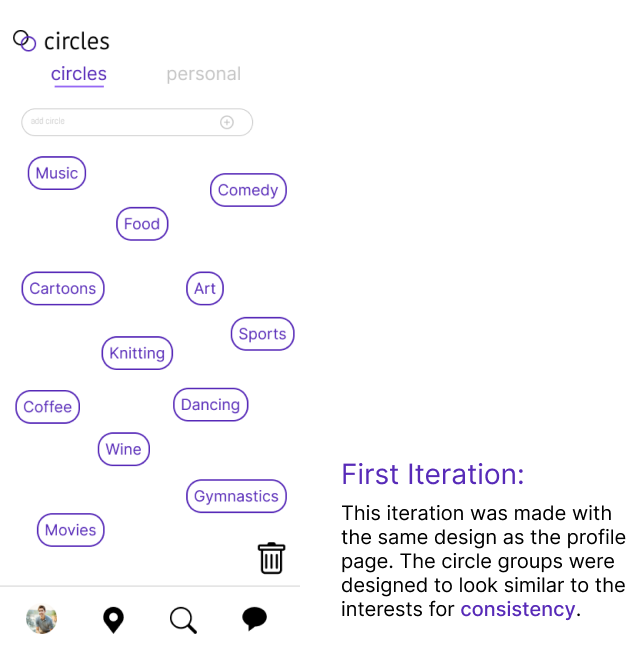 circles
circles personal
add circle
Music
Comedy
Food
Cartoons
Art
Sports
Knitting
Coffee
Dancing
Wine
Gymnastics
Movies
First Iteration:
This iteration was made with
the same design as the profile
page. The circle groups were
designed to look similar to the
interests for consistency.